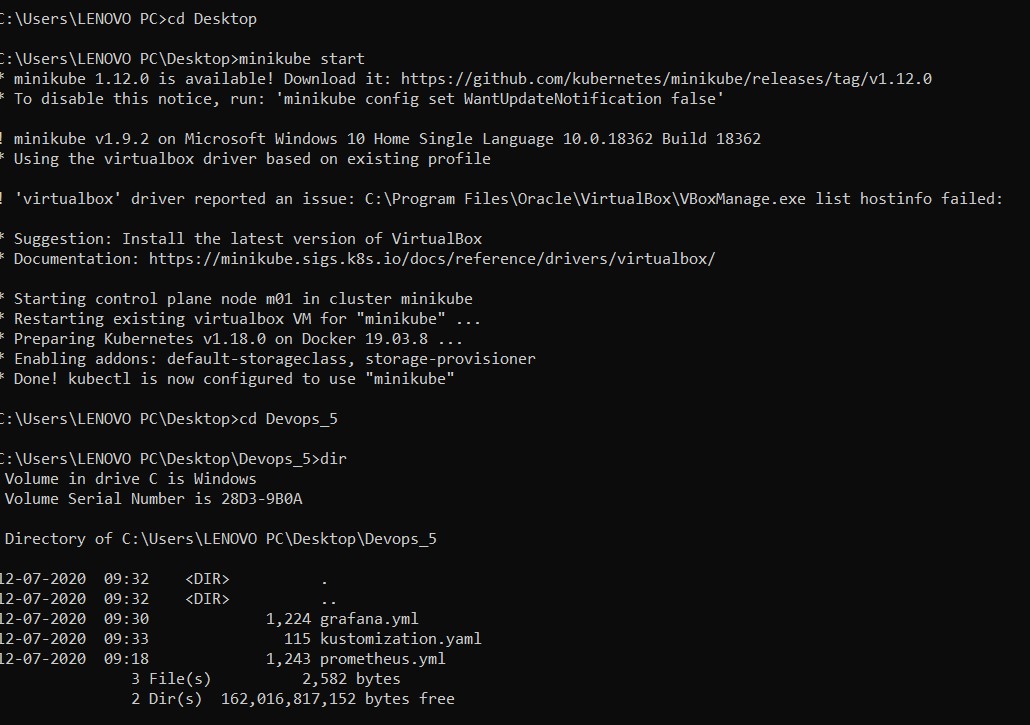 C:\Users\LENOVO PC>cd Desktop
C:\Users\LENOVO PC\Desktop>minikube start
* minikube 1.12.0 is available! Download it: https://github.com/kubernetes/minikube/releases/tag/v1.12.0
* To disable this notice, run: 'minikube config set WantUpdateNotification false'
! minikube v1.9.2 on Microsoft Windows 10 Home Single Language 10.0.18362 Build 18362
* Using the virtualbox driver based on existing profile
! 'virtualbox' driver reported an issue: C:\Program Files\Oracle\VirtualBox\VBoxManage.exe list hostinfo failed:
* Suggestion: Install the latest version of VirtualBox
* Documentation: https://minikube.sigs.k8s.io/docs/reference/drivers/virtualbox/
* Starting control plane node m01 in cluster minikube
* Restarting existing virtualbox VM for "minikube" ...
* Preparing Kubernetes v1.18.0 on Docker 19.03.8 ...
* Enabling addons: default-storageclass, storage-provisioner
* Done! kubectl is now configured to use "minikube"
C:\Users\LENOVO PC\Desktop>cd Devops_5
C:\Users\LENOVO PC\Desktop\Devops_5>dir
Volume in drive C is Windows
Volume Serial Number is 28D3-9B0A
Directory of C:\Users\LENOVO PC\Desktop\Devops_5
12-07-2020  09:32    <DIR>          .
12-07-2020  09:32    <DIR>          ..
12-07-2020  09:30             1,224 grafana.yml
12-07-2020  09:33               115 kustomization.yaml
12-07-2020  09:18             1,243 prometheus.yml
3 File(s)          2,582 bytes
2 Dir(s)  162,016,817,152 bytes free